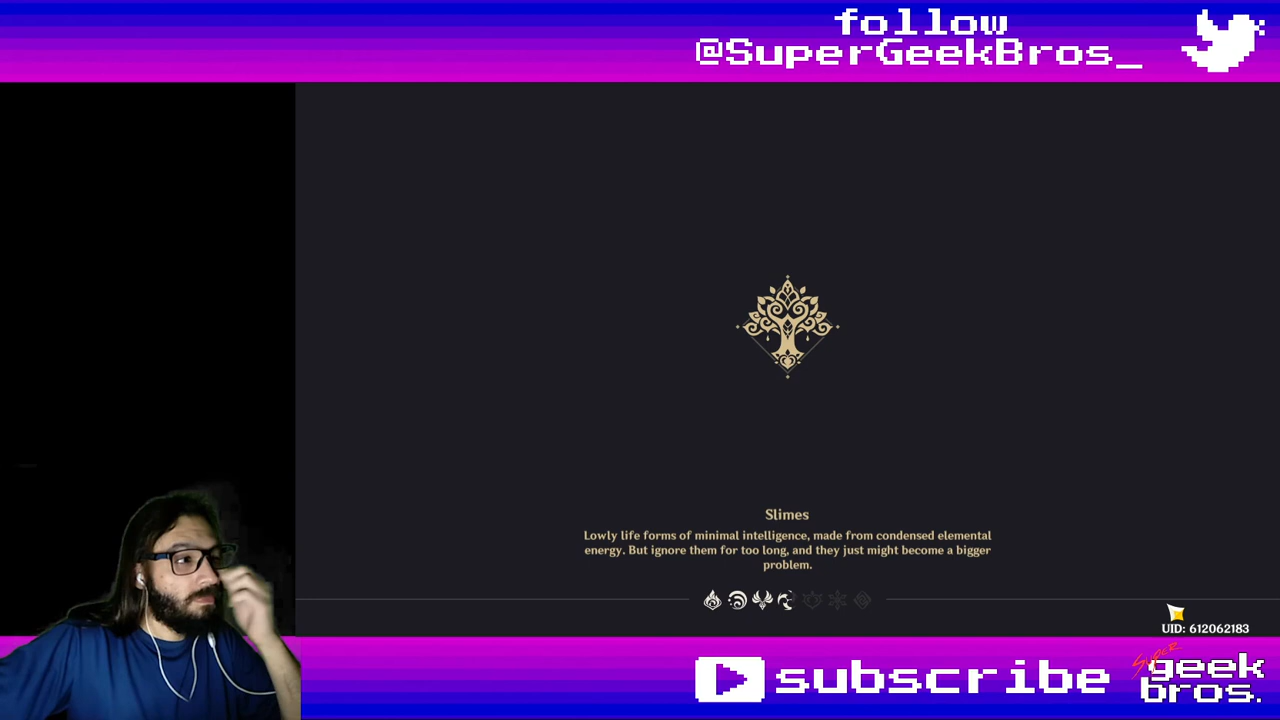 follow
@SuperGeekBros_
Slimes
Lowly life forms of minimal intelligence, made from condensed elemental
energy. But ignore them for too long, and they just might become a bigger
problem.
UID: 612062183
subscribe
SUPER
geek
bros.